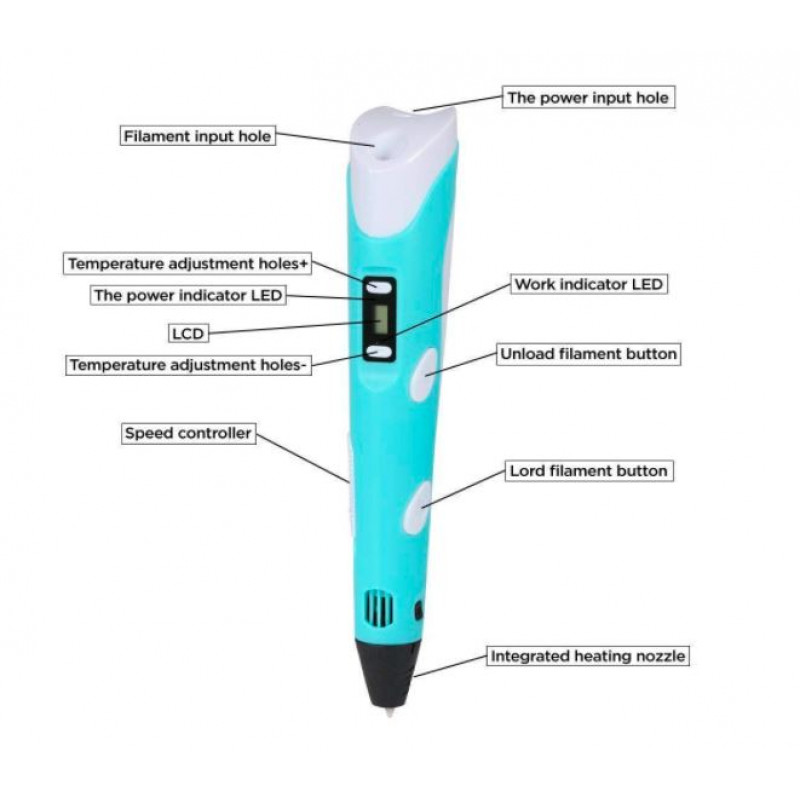 The power input hole
Filament input hole
Temperature adjustment holes+
Work indicator LED
The power indicator LED
LCD
Unload filament button
Temperature adjustment holes-
Speed controller
Lord filament button
Integrated heating nozzle